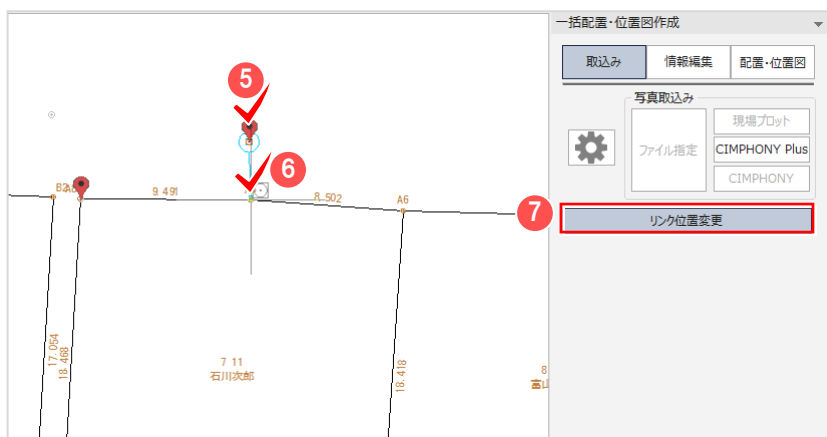 一括配置・位置図作成
取込み
情報編集
配置・位置図
写真取込み
ファイル指定
現場プロット
CIMPHONY Plus
CIMPHONY
リンク位置変更
5
6
7
B2
9.491
8.502
A6
17.054
18.468
18.418
7 11
石川次郎
8
富山